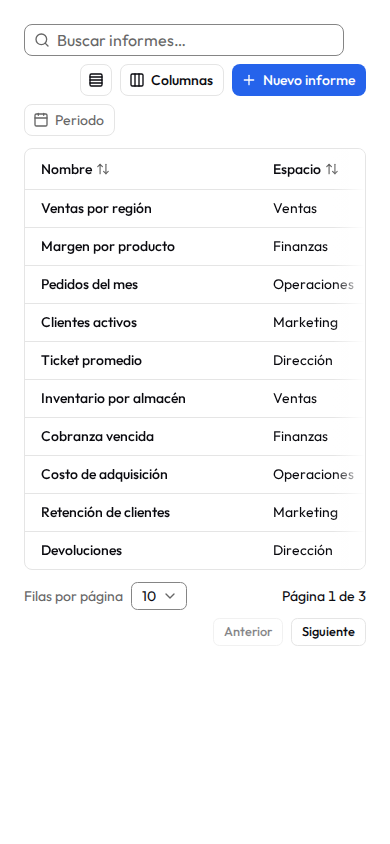 Buscar informes...
Columnas
Nuevo informe
Periodo
Nombre Espacio
Ventas por región Ventas
Margen por producto Finanzas
Pedidos del mes Operaciones
Clientes activos Marketing
Ticket promedio Dirección
Inventario por almacén Ventas
Cobranza vencida Finanzas
Costo de adquisición Operaciones
Retención de clientes Marketing
Devoluciones Dirección
Filas por página 10 Página 1 de 3
Anterior Siguiente